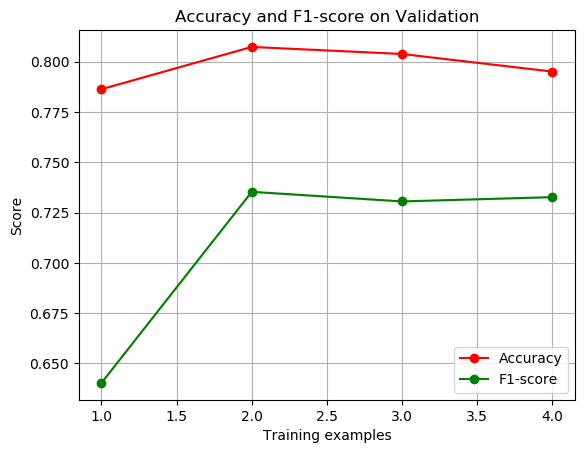 Accuracy and F1-score on Validation
0.800
0.775
0.750
0.725
0.700
0.675
0.650
Score
1.0 1.5 2.0 2.5 3.0 3.5 4.0
Training examples
Accuracy
F1-score